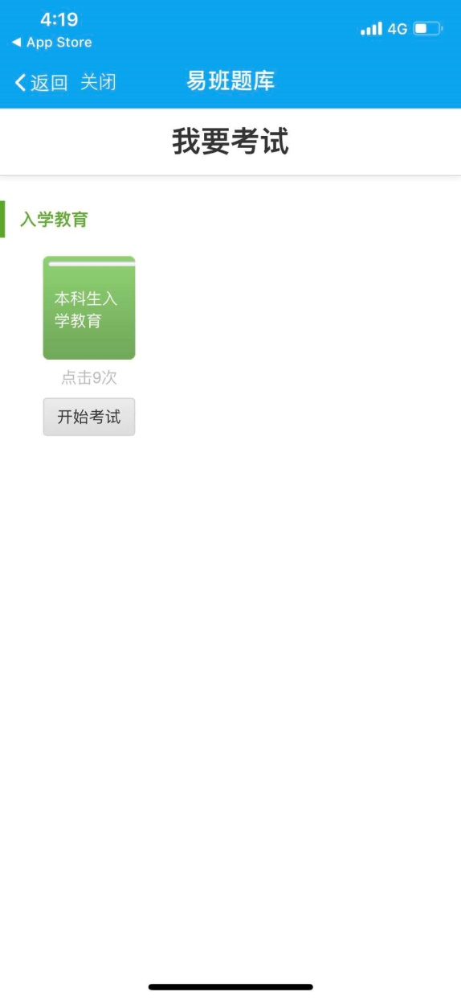 4:19
4G
◀ App Store
返回 关闭 易班题库
我要考试
入学教育
本科生入
学教育
点击9次
开始考试